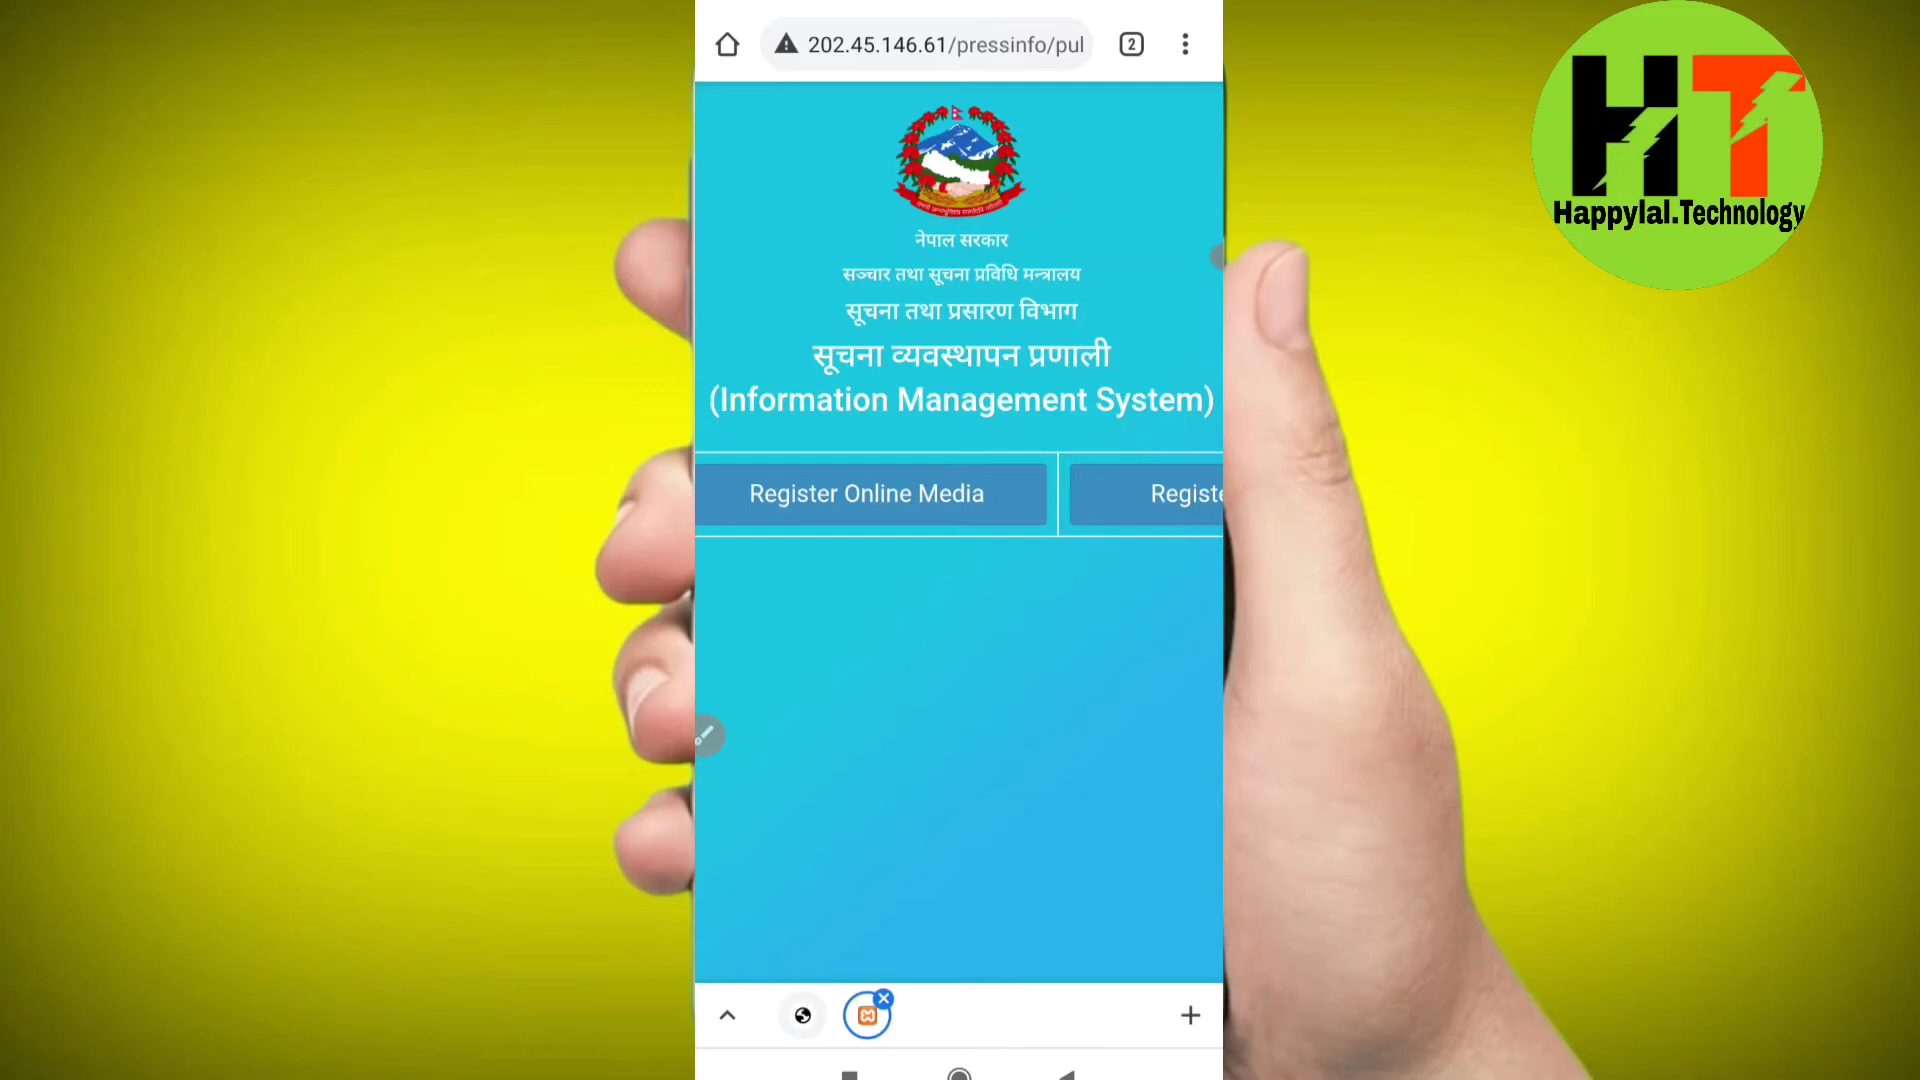 202.45.146.61/pressinfo/pul
2
नेपाल सरकार
सञ्चार तथा सूचना प्रविधि मन्त्रालय
सूचना तथा प्रसारण विभाग
सूचना व्यवस्थापन प्रणाली
(Information Management System)
Register Online Media
Registe
HT
Happylal.Technology